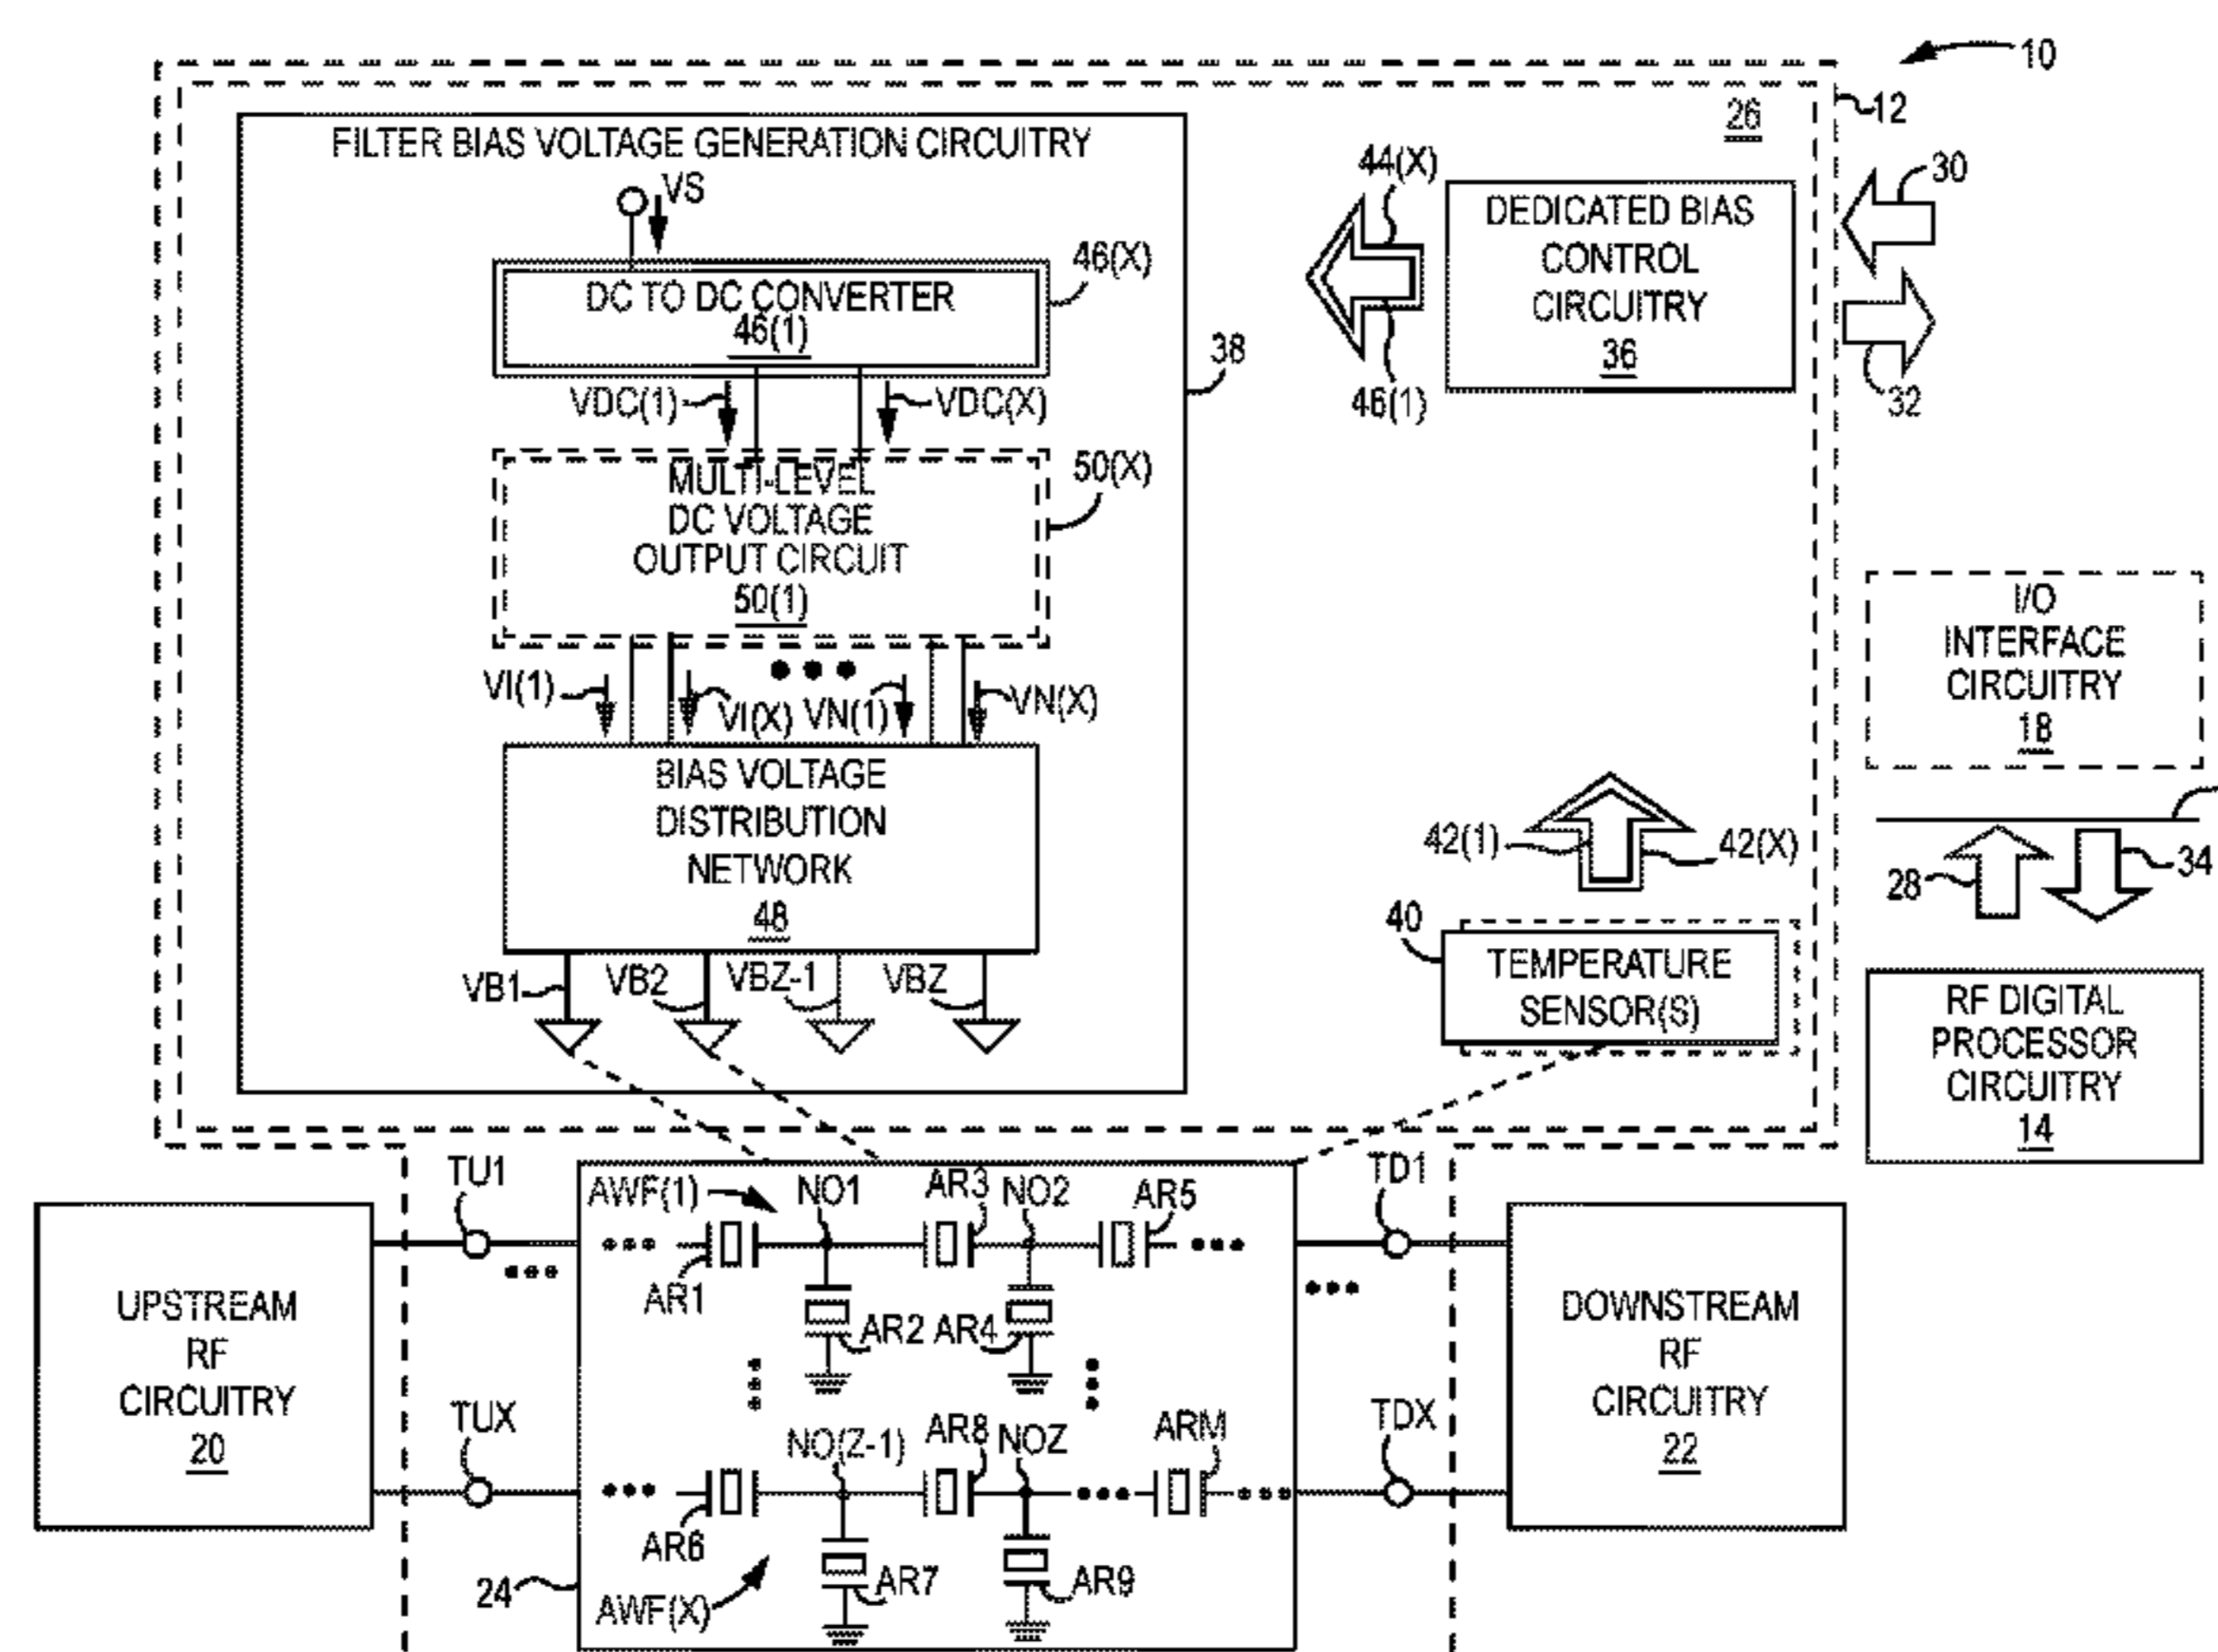 10
12
26
FILTER BIAS VOLTAGE GENERATION CIRCUITRY
VS
DC TO DC CONVERTER
46(1)
46(X)
38
VDC(1)
VDC(X)
MULTI-LEVEL
DC VOLTAGE
OUTPUT CIRCUIT
50(1)
50(X)
VI(1)
VI(X)
VN(1)
VN(X)
BIAS VOLTAGE
DISTRIBUTION
NETWORK
48
VB1
VB2
VBZ-1
VBZ
44(X)
46(1)
DEDICATED BIAS
CONTROL
CIRCUITRY
36
30
32
I/O
INTERFACE
CIRCUITRY
18
28
34
RF DIGITAL
PROCESSOR
CIRCUITRY
14
42(1)
42(X)
40
TEMPERATURE
SENSOR(S)
UPSTREAM
RF
CIRCUITRY
20
TU1
TUX
24
AWF(1)
NO1
AR3
NO2
AR5
AR1
AR2
AR4
NO(Z-1)
AR8
NOZ
ARM
AR6
AR7
AR9
AWF(X)
TD1
TDX
DOWNSTREAM
RF
CIRCUITRY
22